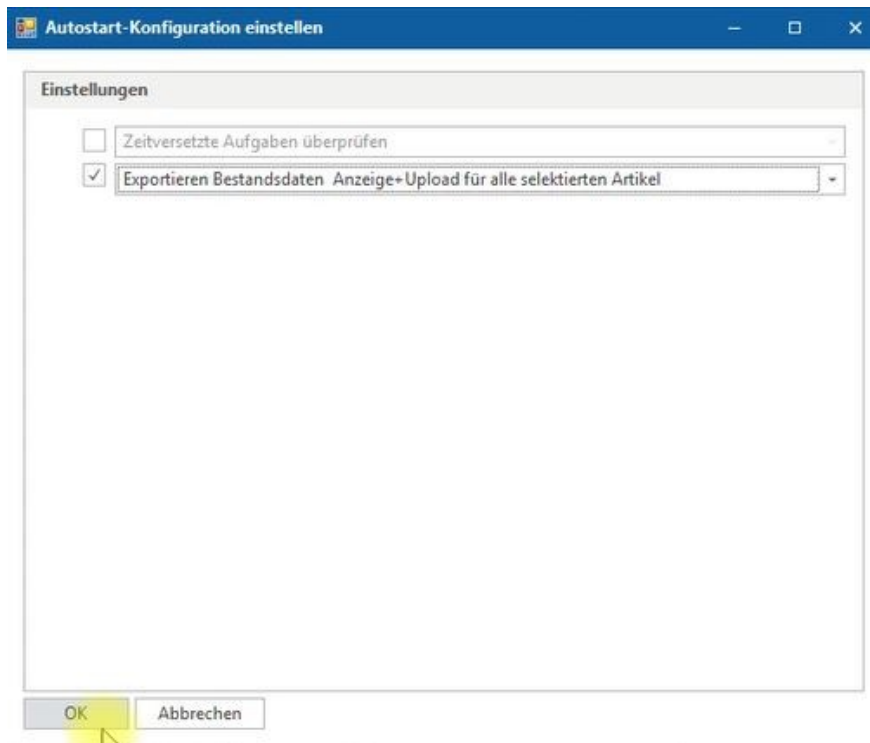 Autostart-Konfiguration einstellen
Einstellungen
Zeitversetzte Aufgaben überprüfen
Exportieren Bestandsdaten Anzeige+Upload für alle selektierten Artikel
OK Abbrechen